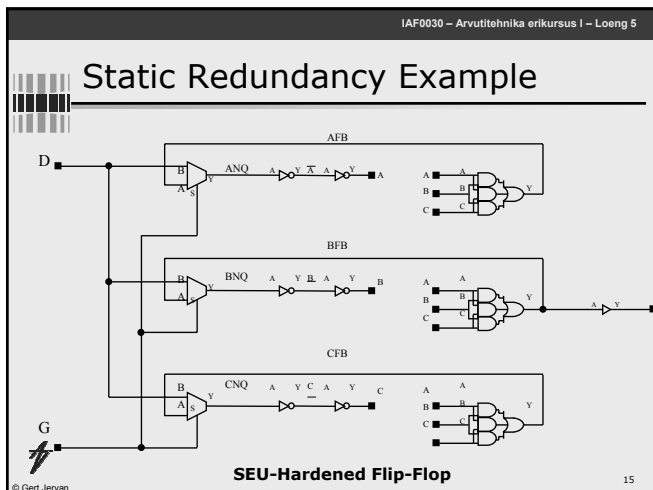 IAF0030 – Arvutitehnika erikursus I – Loeng 5
Static Redundancy Example
AFB
D
B
A
S
Y
ANQ
A Y A A Y
A
A A
B B
C C
Y
BFB
B
A
S
Y
BNQ
A Y B A Y
B
A A
B B
C C
Y
A Y
CFB
B
A
S
Y
CNQ
A Y C A Y
C
A A
B B
C C
Y
G
SEU-Hardened Flip-Flop
© Gert Jervan
15